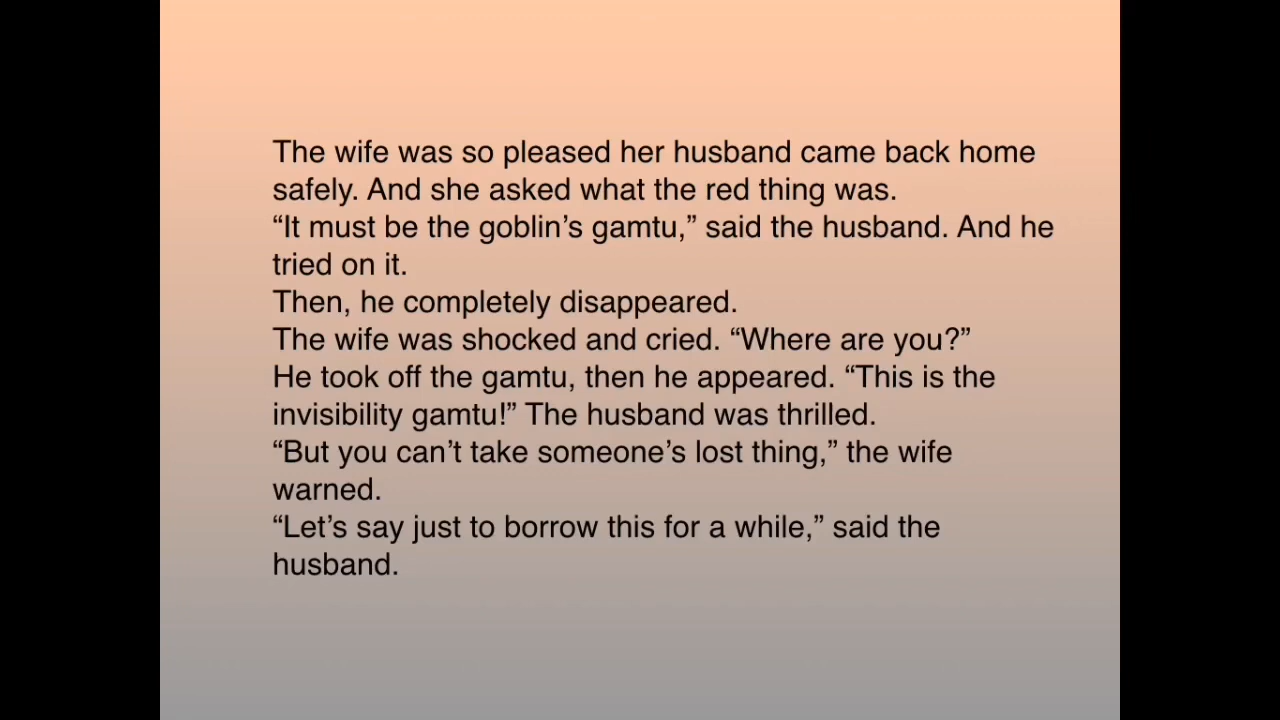 The wife was so pleased her husband came back home
safely. And she asked what the red thing was.
“It must be the goblin’s gamtu,” said the husband. And he
tried on it.
Then, he completely disappeared.
The wife was shocked and cried. “Where are you?”
He took off the gamtu, then he appeared. “This is the
invisibility gamtu!” The husband was thrilled.
“But you can’t take someone’s lost thing,” the wife
warned.
“Let’s say just to borrow this for a while,” said the
husband.